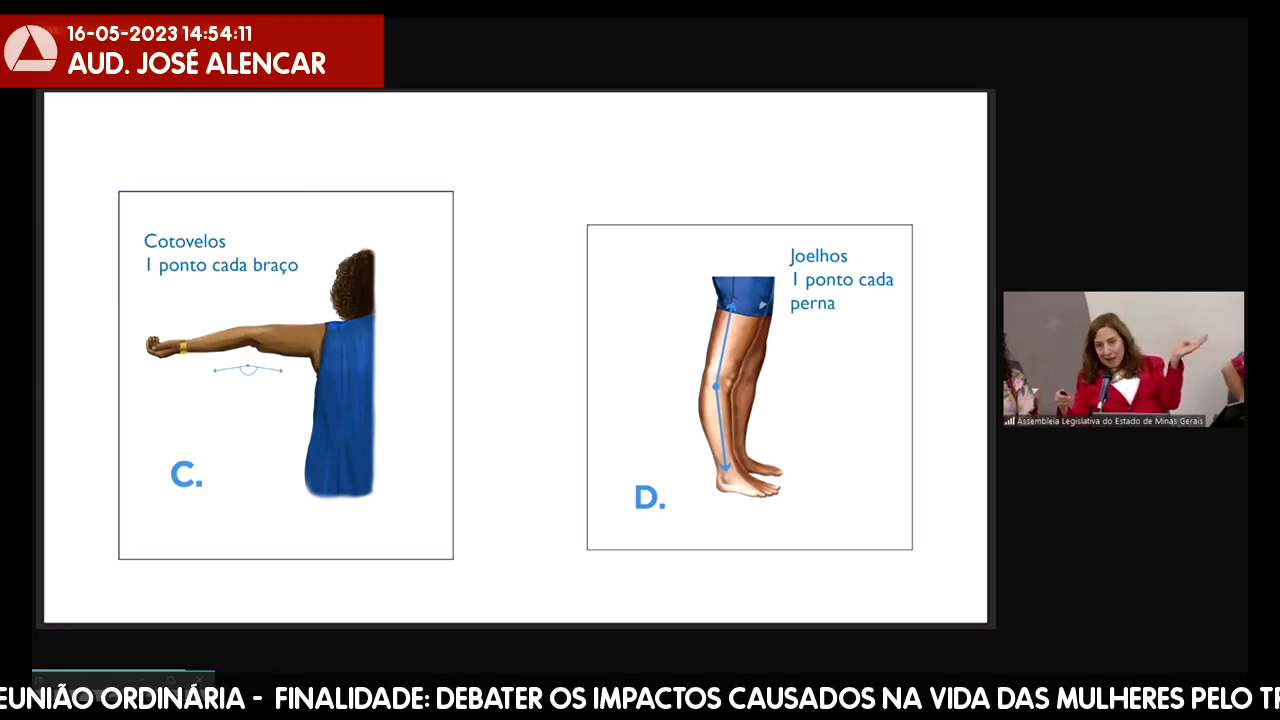 16-05-2023 14:54:11
AUD. JOSÉ ALENCAR
Cotovelos
1 ponto cada braço
C.
Joelhos
1 ponto cada
perna
D.
Assembleia Legislativa do Estado de Minas Gerais
EUNIÃO ORDINÁRIA - FINALIDADE: DEBATER OS IMPACTOS CAUSADOS NA VIDA DAS MULHERES PELO